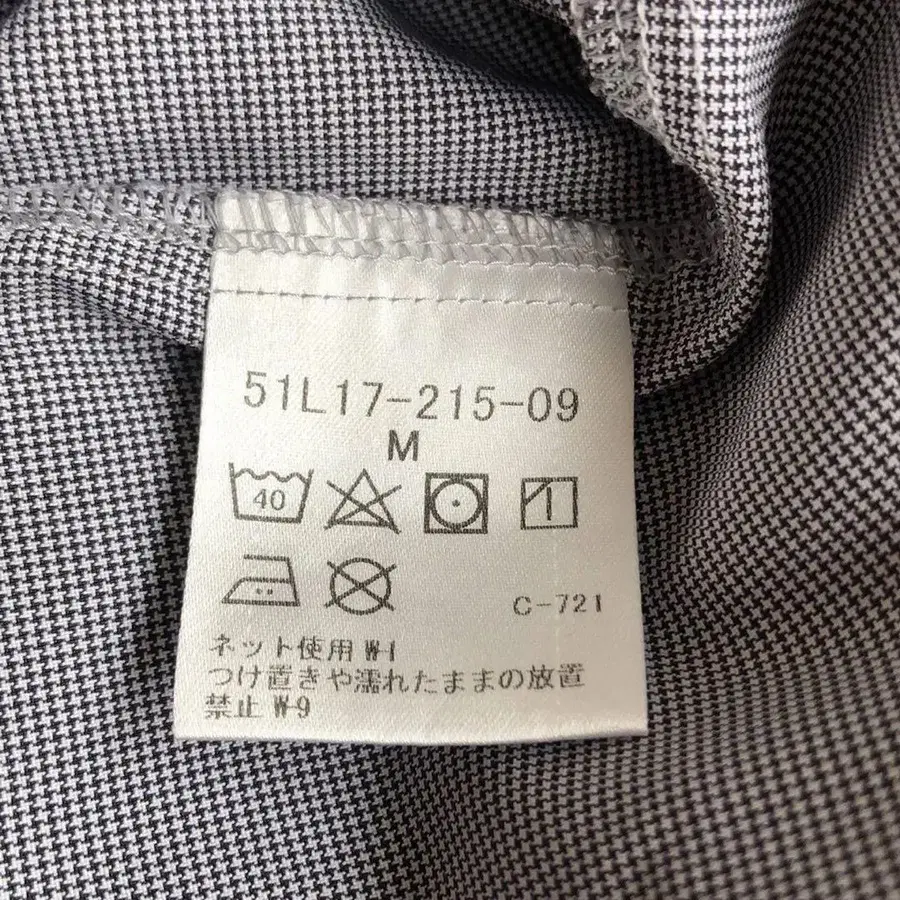 51L17-215-09
M
40
C-721
ネット使用 W-1
つけ置きや濡れたままの放置
禁止 W-9